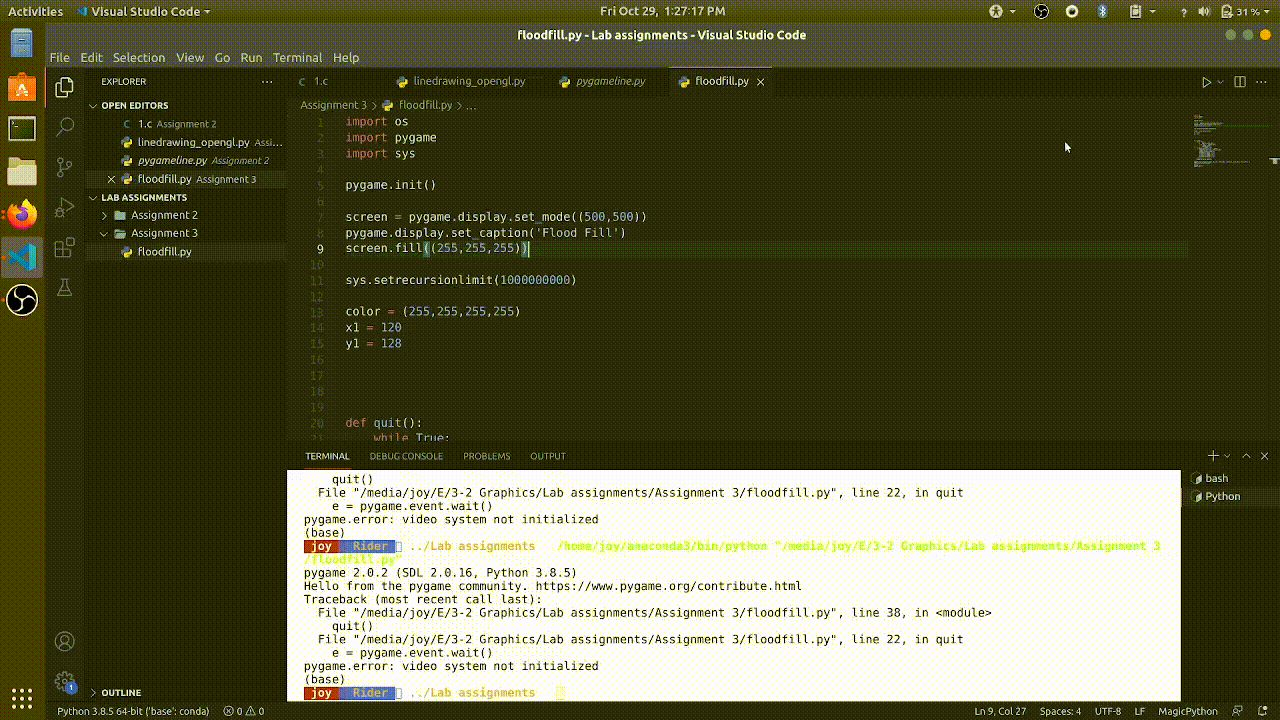 Activities
Visual Studio Code
Fri Oct 29, 1:27:17 PM
31 %
floodfill.py - Lab assignments - Visual Studio Code
File Edit Selection View Go Run Terminal Help
EXPLORER
1.c
linedrawing_opengl.py
pygameline.py
floodfill.py
OPEN EDITORS
1.c Assignment 2
linedrawing_opengl.py Assi...
pygameline.py Assignment 2
floodfill.py Assignment 3
LAB ASSIGNMENTS
Assignment 2
Assignment 3
floodfill.py
OUTLINE
Assignment 3 > floodfill.py > ...
1 import os
2 import pygame
3 import sys
4
5 pygame.init()
6
7 screen = pygame.display.set_mode((500,500))
8 pygame.display.set_caption('Flood Fill')
9 screen.fill((255,255,255))
10
11 sys.setrecursionlimit(1000000000)
12
13 color = (255,255,255,255)
14 x1 = 120
15 y1 = 128
16
17
18
19
20 def quit():
21 while True:
TERMINAL DEBUG CONSOLE PROBLEMS OUTPUT
bash
Python
quit()
File "/media/joy/E/3-2 Graphics/Lab assignments/Assignment 3/floodfill.py", line 22, in quit
e = pygame.event.wait()
pygame.error: video system not initialized
(base)
joy Rider ../Lab assignments /home/joy/anaconda3/bin/python "/media/joy/E/3-2 Graphics/Lab assignments/Assignment 3
/floodfill.py"
pygame 2.0.2 (SDL 2.0.16, Python 3.8.5)
Hello from the pygame community. https://www.pygame.org/contribute.html
Traceback (most recent call last):
File "/media/joy/E/3-2 Graphics/Lab assignments/Assignment 3/floodfill.py", line 38, in <module>
quit()
File "/media/joy/E/3-2 Graphics/Lab assignments/Assignment 3/floodfill.py", line 22, in quit
e = pygame.event.wait()
pygame.error: video system not initialized
(base)
joy Rider ../Lab assignments
1
Python 3.8.5 64-bit ('base': conda) 0 0 Ln 9, Col 27 Spaces: 4 UTF-8 LF MagicPython